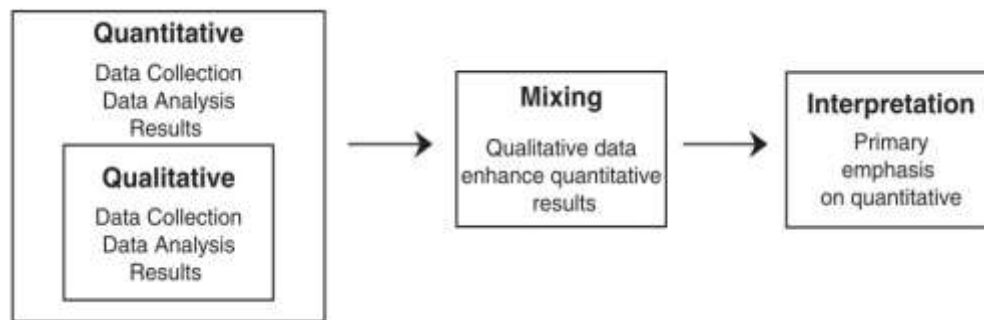 Quantitative
Data Collection
Data Analysis
Results
Qualitative
Data Collection
Data Analysis
Results
Mixing
Qualitative data
enhance quantitative
results
Interpretation
Primary
emphasis
on quantitative